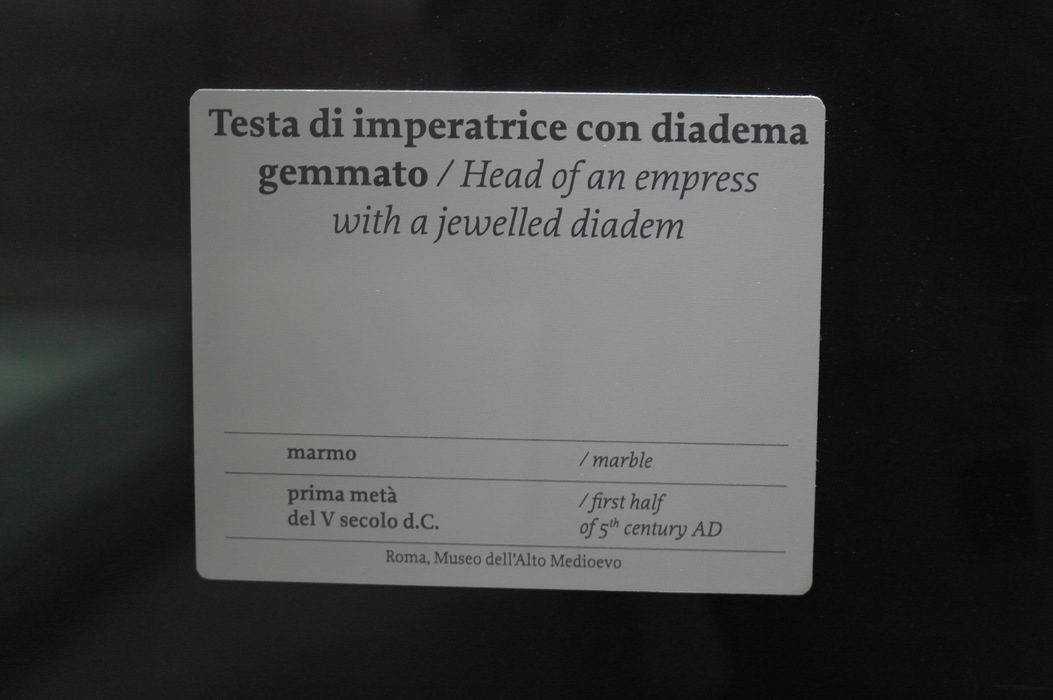 Testa di imperatrice con diadema
gemmato / Head of an empress
with a jewelled diadem
marmo / marble
prima metà / first half
del V secolo d.C. of 5th century AD
Roma, Museo dell'Alto Medioevo